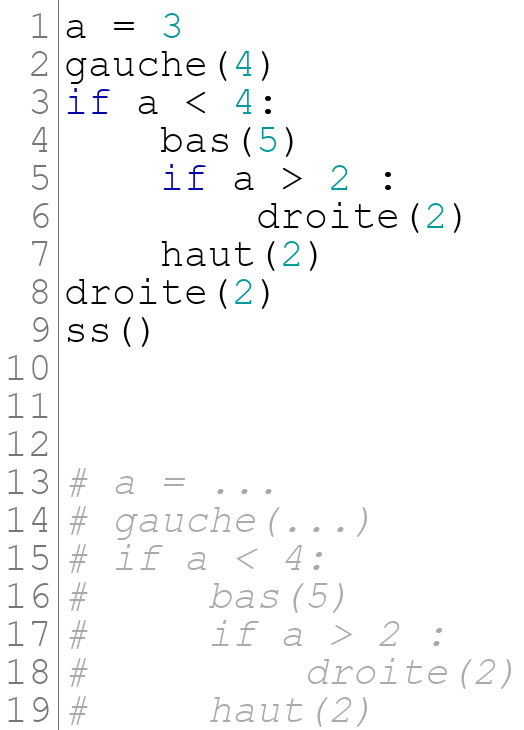 1 a = 3
2 gauche(4)
3 if a < 4:
4     bas(5)
5     if a > 2 :
6         droite(2)
7     haut(2)
8 droite(2)
9 ss()
10
11
12
13 # a = ...
14 # gauche(...)
15 # if a < 4:
16 #     bas(5)
17 #     if a > 2 :
18 #         droite(2)
19 #     haut(2)